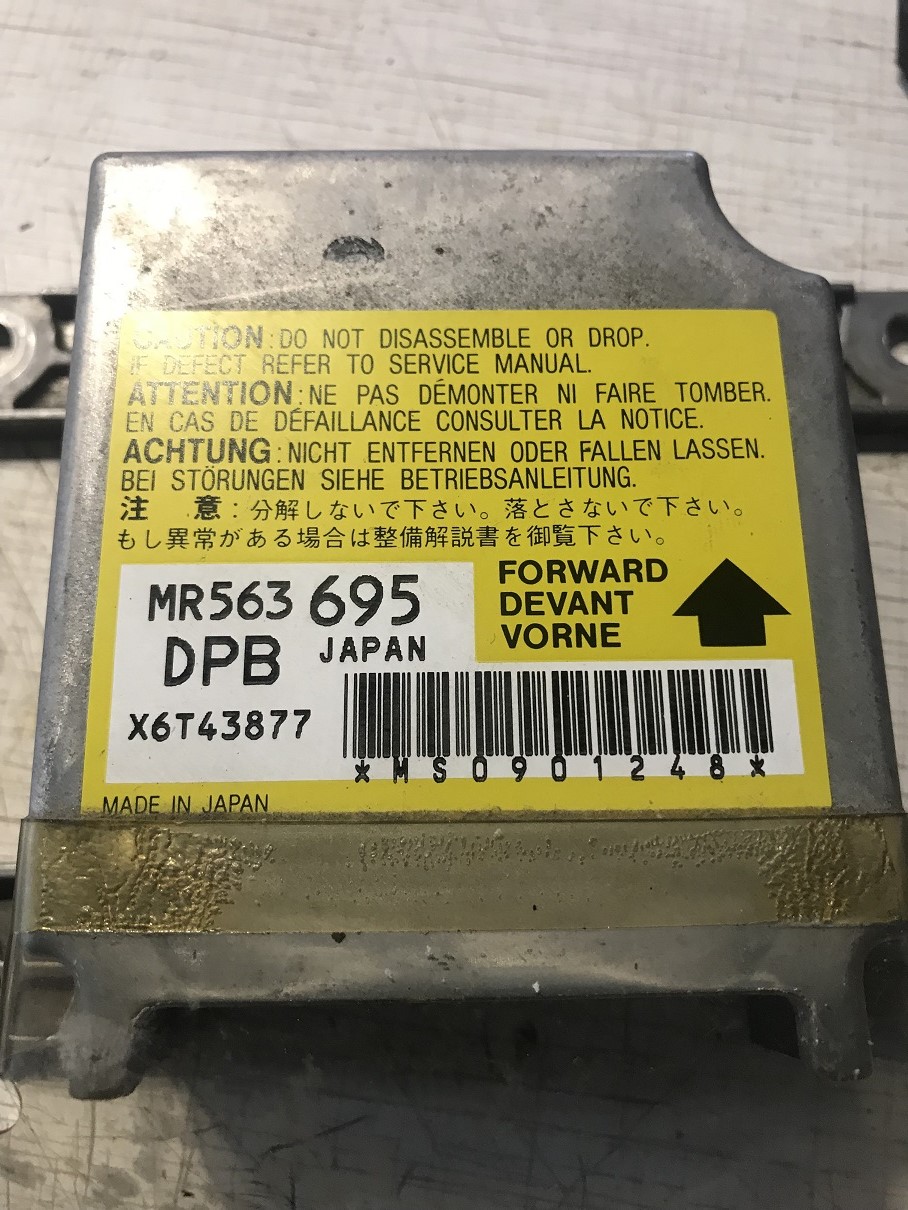 CAUTION : DO NOT DISASSEMBLE OR DROP.
IF DEFECT REFER TO SERVICE MANUAL.
ATTENTION : NE PAS DÉMONTER NI FAIRE TOMBER.
EN CAS DE DÉFAILLANCE CONSULTER LA NOTICE.
ACHTUNG : NICHT ENTFERNEN ODER FALLEN LASSEN.
BEI STÖRUNGEN SIEHE BETRIEBSANLEITUNG.
注 意 : 分解しないで下さい。落とさないで下さい。
もし異常がある場合は整備解説書を御覧下さい。
MR563 695
DPB JAPAN
X6T43877
FORWARD
DEVANT
VORNE
*MS0901248*
MADE IN JAPAN